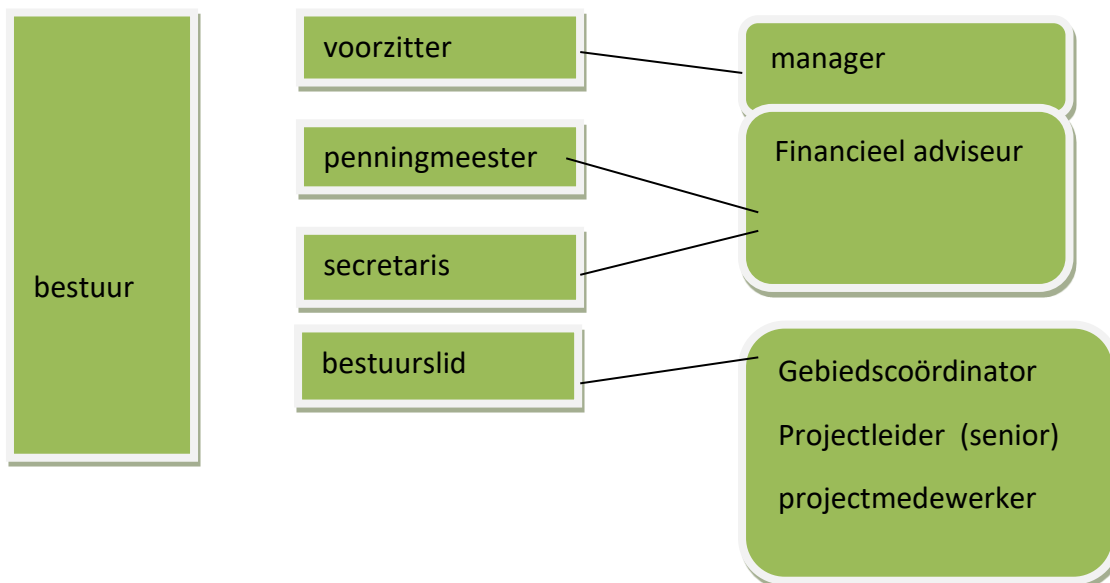 bestuur
voorzitter
penningmeester
secretaris
bestuurslid
manager
Financieel adviseur
Gebiedscoördinator
Projectleider (senior)
projectmedewerker